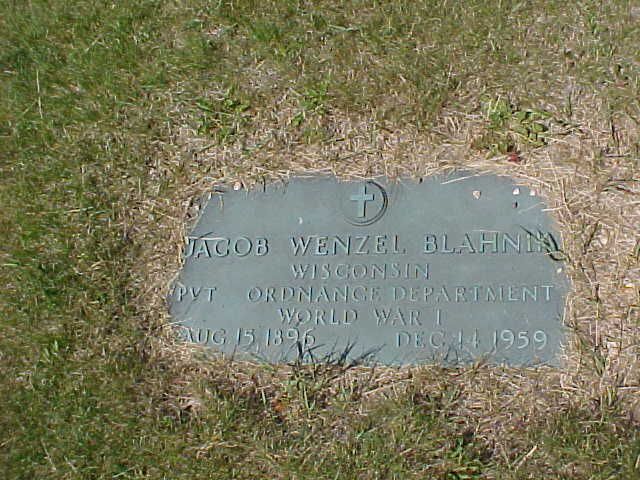 JACOB WENZEL BLAHNIK
WISCONSIN
PVT ORDNANCE DEPARTMENT
WORLD WAR I
AUG 15, 1896 DEC 14 1959